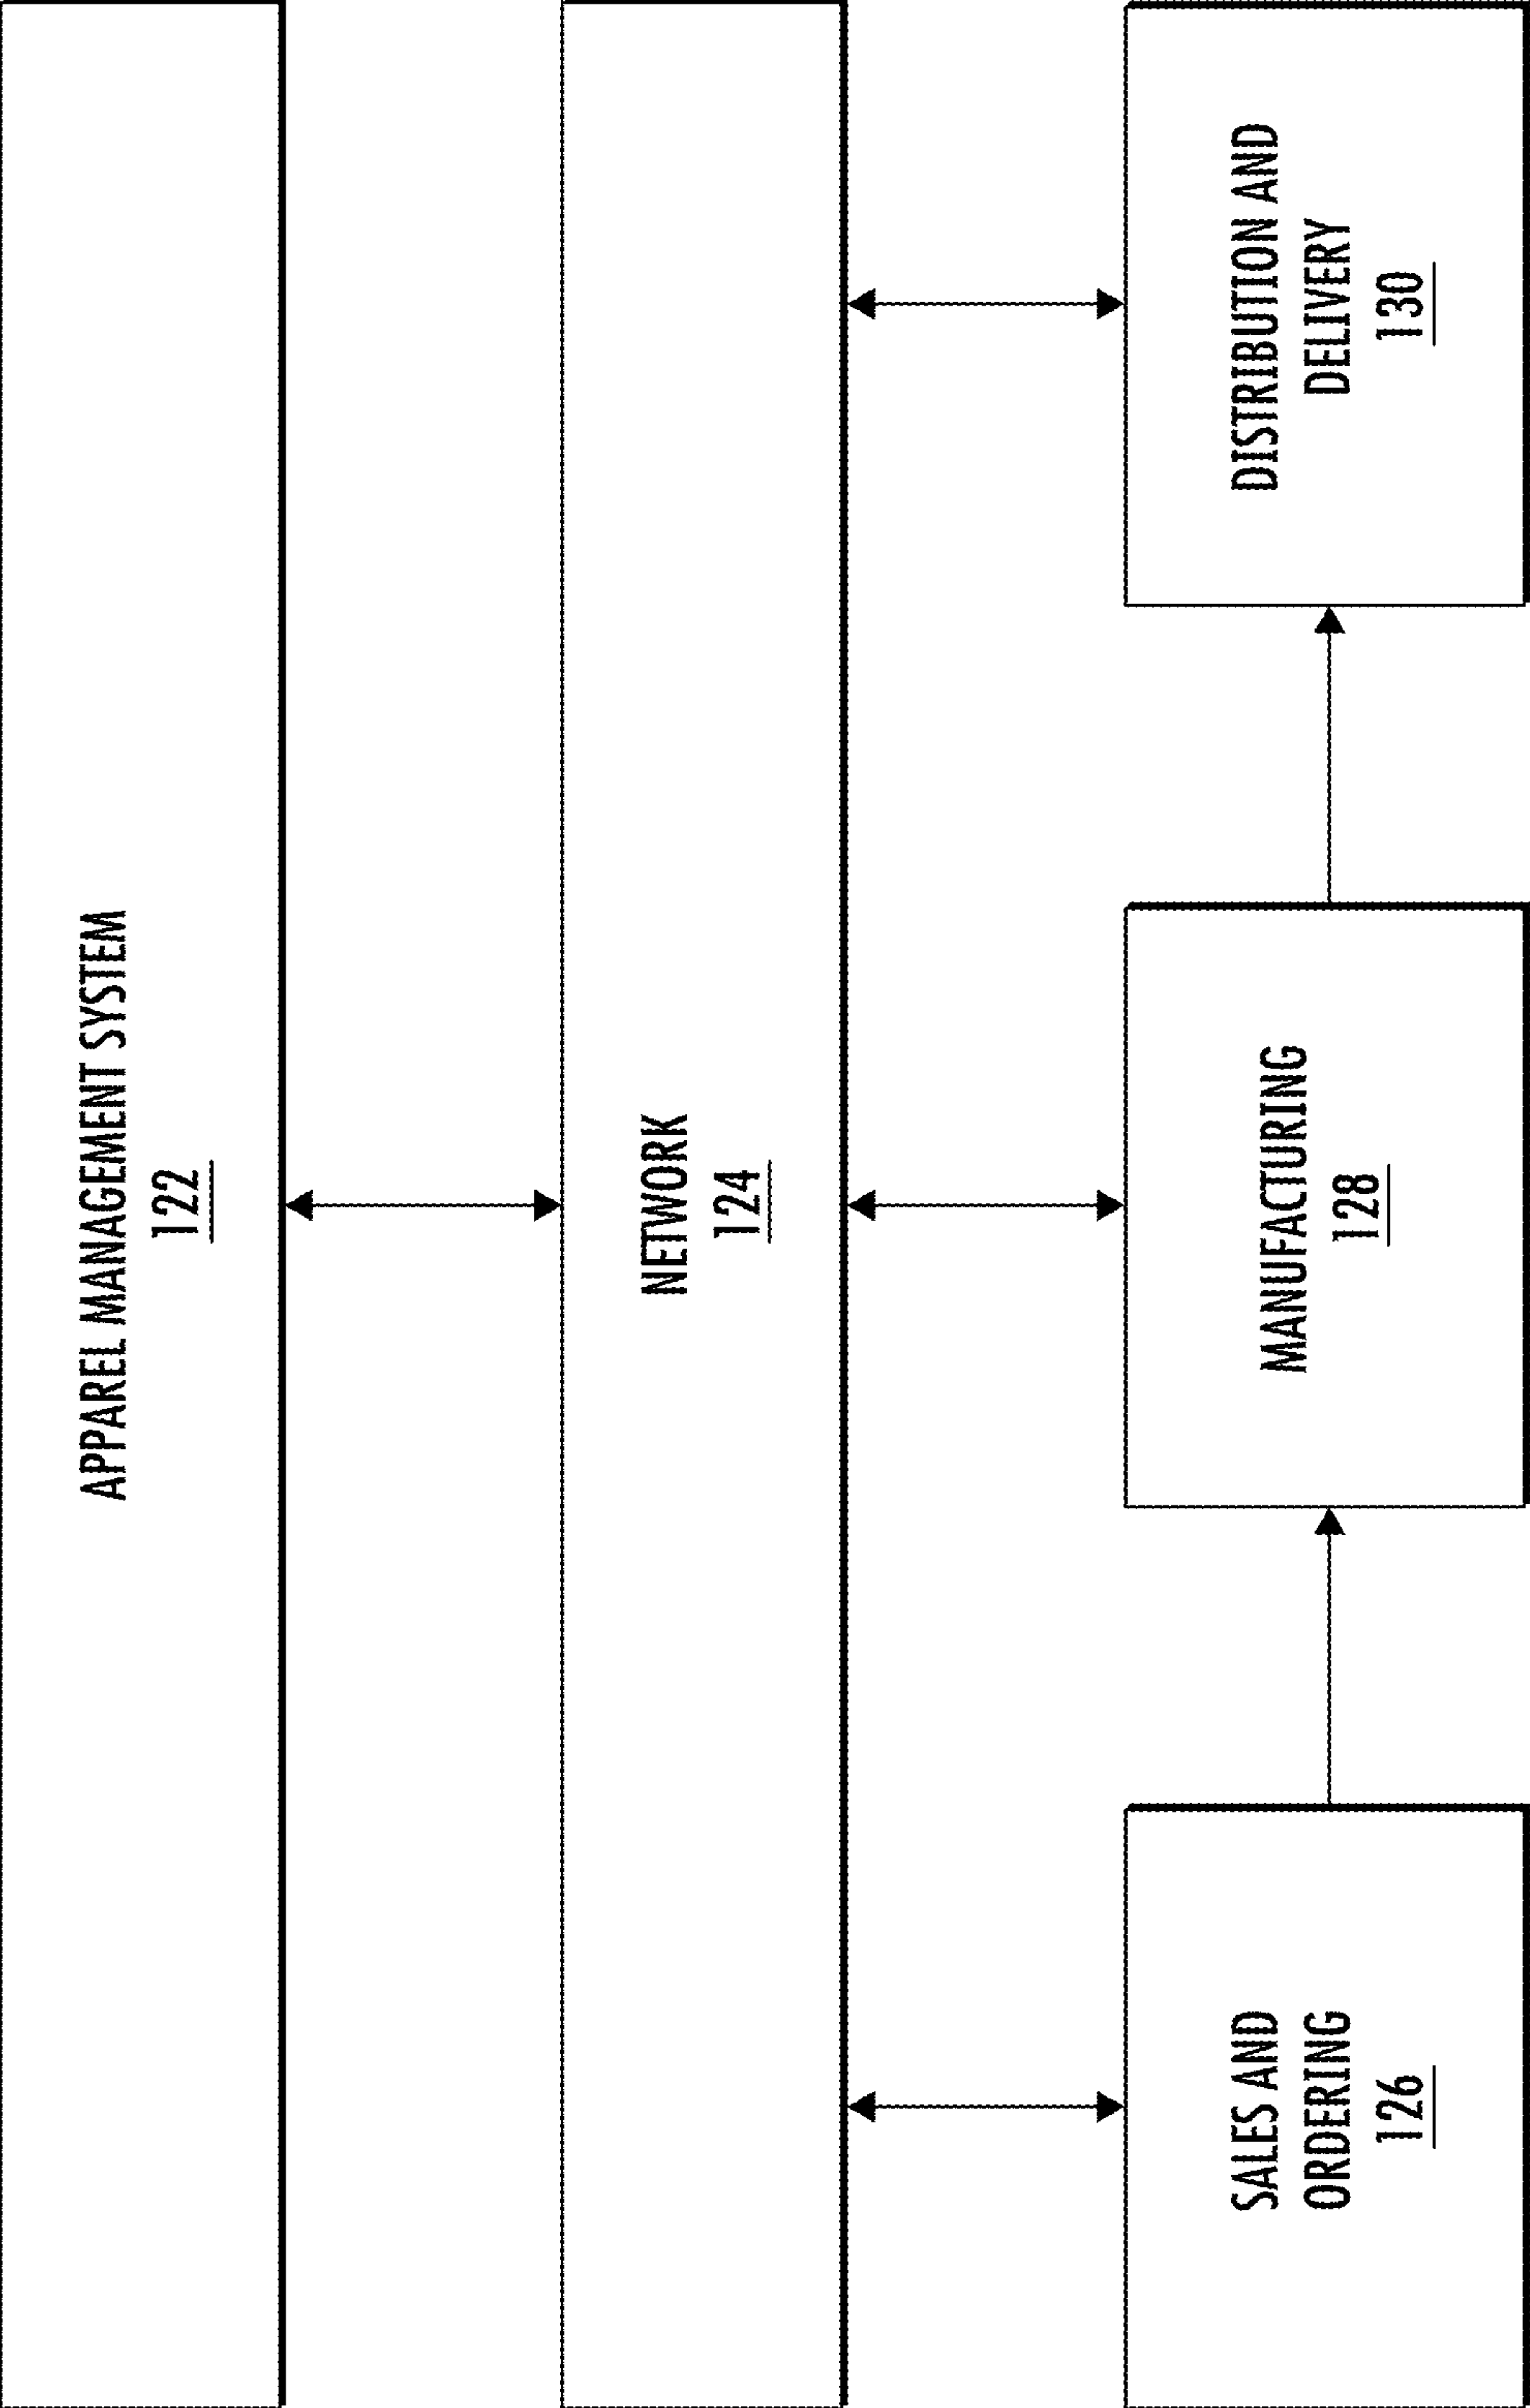 APPAREL MANAGEMENT SYSTEM
122
NETWORK
124
SALES AND
ORDERING
126
MANUFACTURING
128
DISTRIBUTION AND
DELIVERY
130